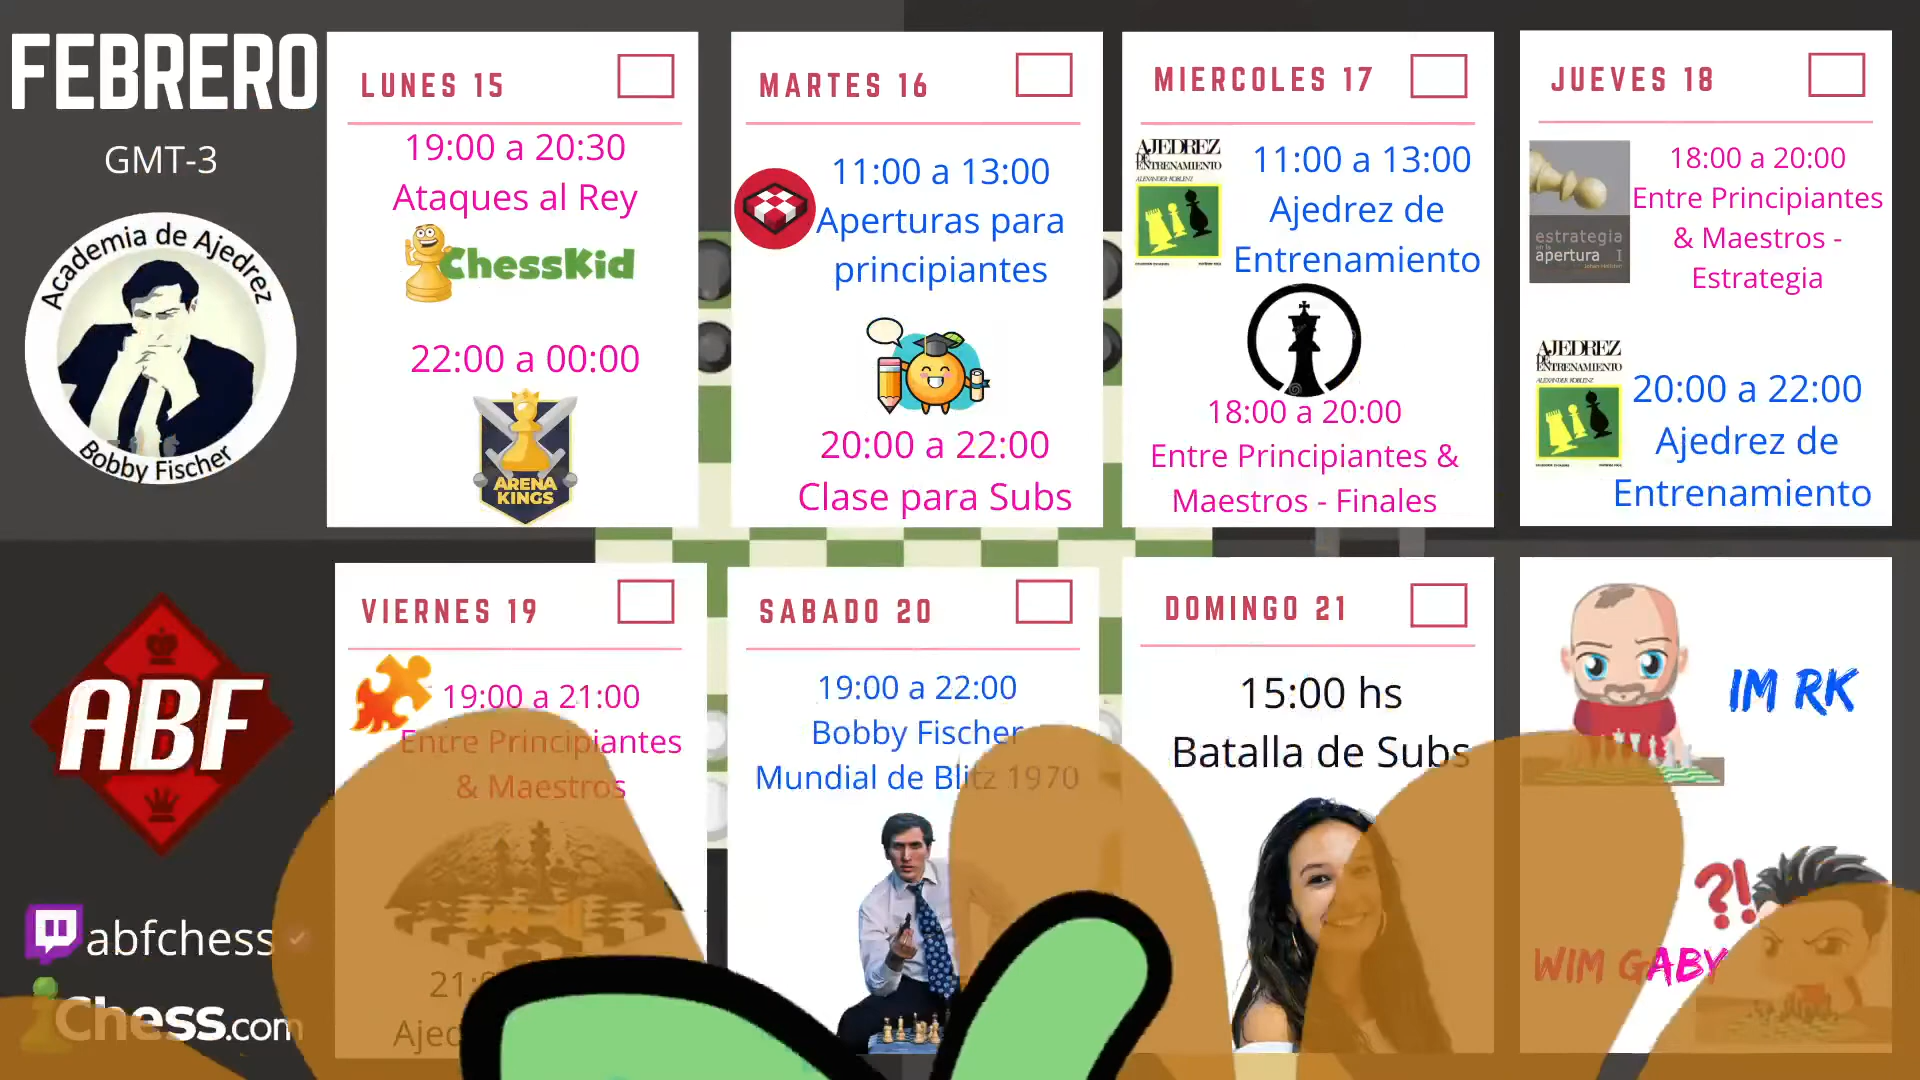 FEBRERO
GMT-3
Academia de Ajedrez
Bobby Fischer
LUNES 15
19:00 a 20:30
Ataques al Rey
ChessKid
22:00 a 00:00
ARENA
KINGS
MARTES 16
11:00 a 13:00
Aperturas para
principiantes
20:00 a 22:00
Clase para Subs
MIERCOLES 17
AJEDREZ
DE
ENTRENAMIENTO
ALEXANDER KOBLENZ
11:00 a 13:00
Ajedrez de
Entrenamiento
18:00 a 20:00
Entre Principiantes &
Maestros - Finales
JUEVES 18
estrategia
en la
apertura I
18:00 a 20:00
Entre Principiantes
& Maestros -
Estrategia
AJEDREZ
DE
ENTRENAMIENTO
ALEXANDER KOBLENZ
20:00 a 22:00
Ajedrez de
Entrenamiento
ABF
abfchess
Chess.com
VIERNES 19
19:00 a 21:00
Entre Principiantes
& Maestros
SABADO 20
19:00 a 22:00
Bobby Fischer
Mundial de Blitz 1970
DOMINGO 21
15:00 hs
Batalla de Subs
IM RK
?!
WIM GABY